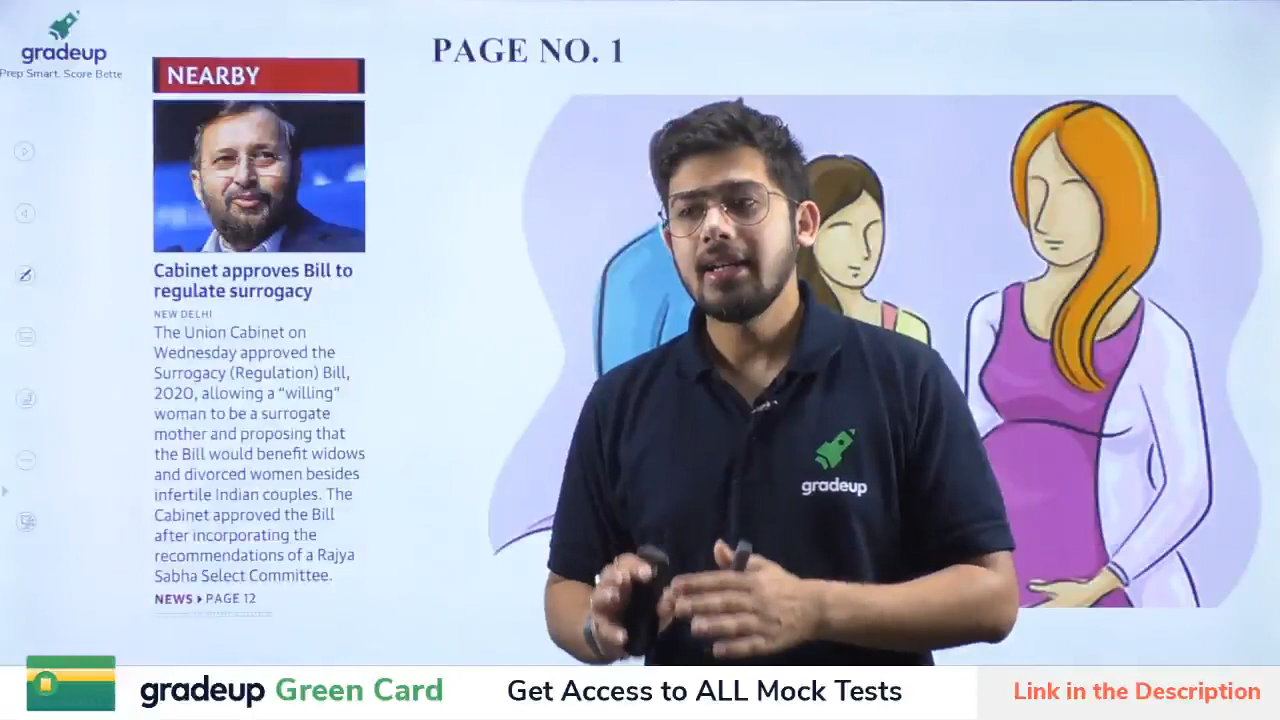 gradeup
Prep Smart. Score Bette
NEARBY
PAGE NO. 1
Cabinet approves Bill to
regulate surrogacy
NEW DELHI
The Union Cabinet on
Wednesday approved the
Surrogacy (Regulation) Bill,
2020, allowing a “willing”
woman to be a surrogate
mother and proposing that
the Bill would benefit widows
and divorced women besides
infertile Indian couples. The
Cabinet approved the Bill
after incorporating the
recommendations of a Rajya
Sabha Select Committee.
NEWS PAGE 12
gradeup
gradeup Green Card
Get Access to ALL Mock Tests
Link in the Description